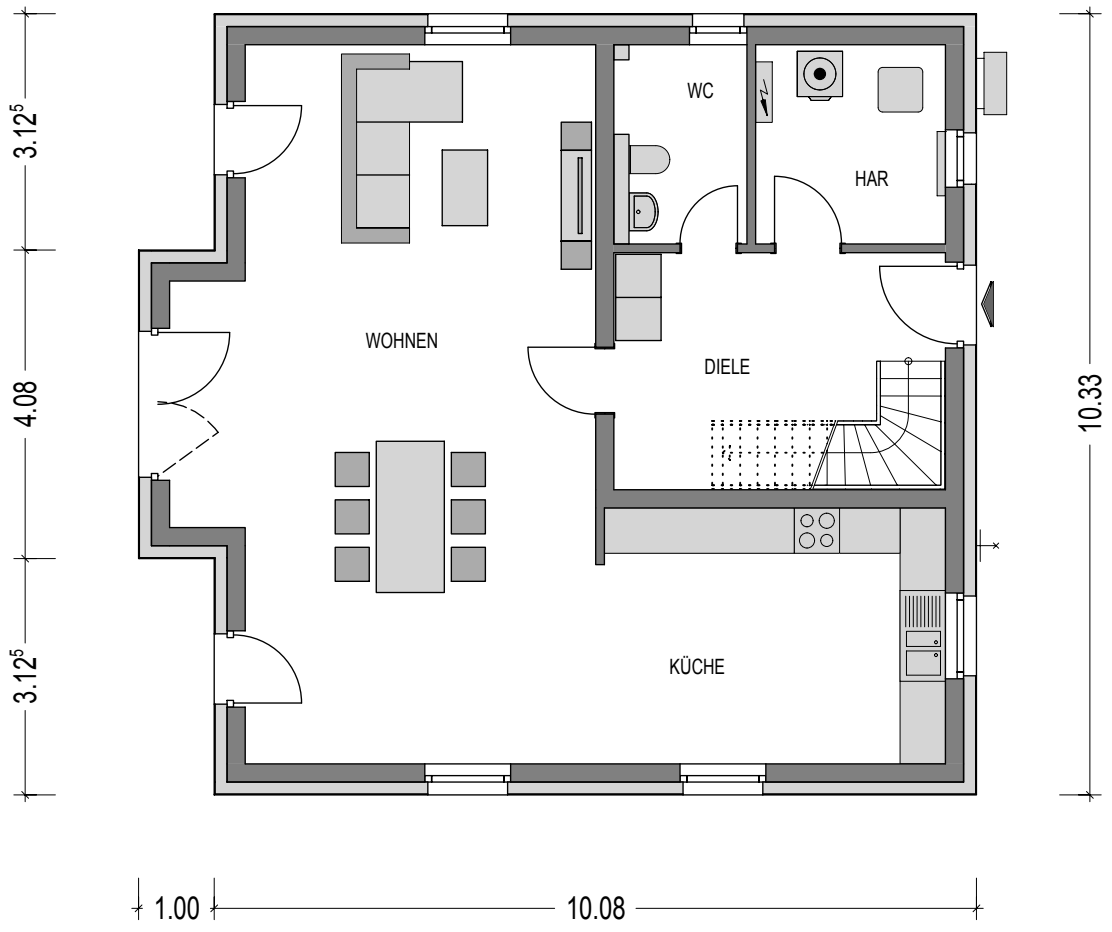 WC
HAR
WOHNEN
DIELE
KÜCHE
3.12⁵
4.08
3.12⁵
10.33
1.00
10.08